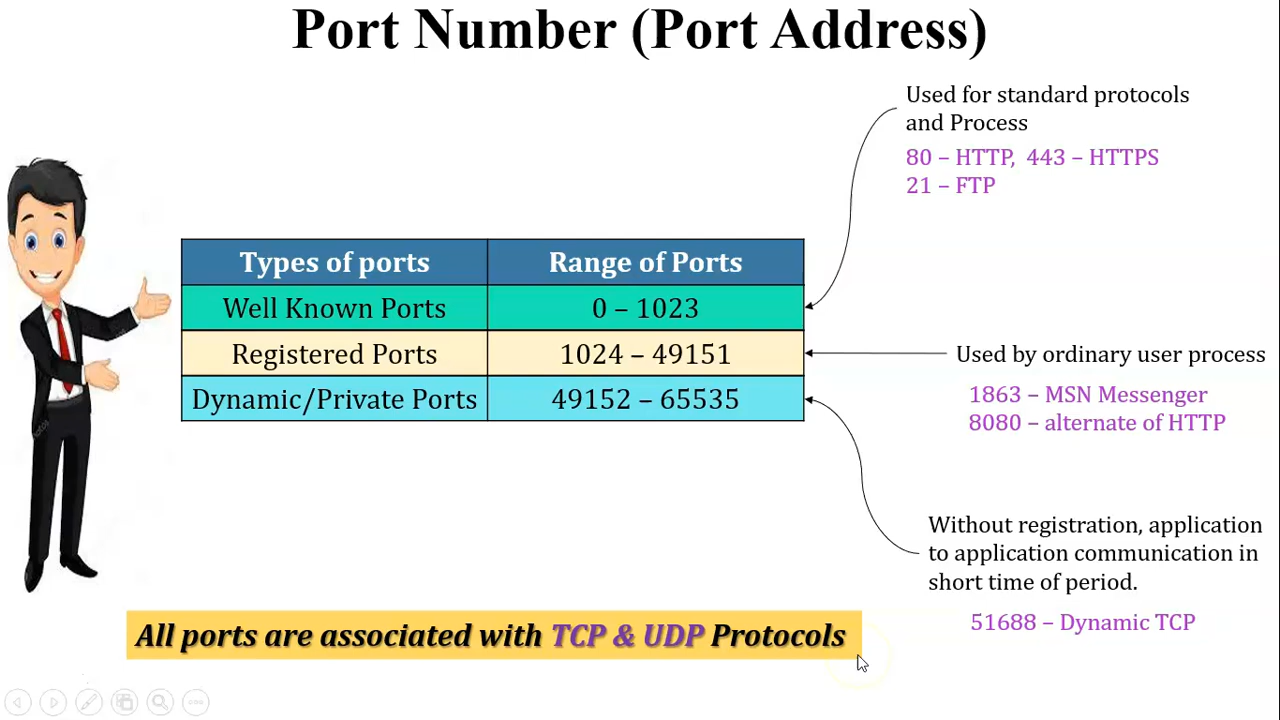 Port Number (Port Address)
Used for standard protocols
and Process
80 – HTTP, 443 – HTTPS
21 – FTP
Types of ports Range of Ports
Well Known Ports 0 – 1023
Registered Ports 1024 – 49151
Dynamic/Private Ports 49152 – 65535
Used by ordinary user process
1863 – MSN Messenger
8080 – alternate of HTTP
Without registration, application
to application communication in
short time of period.
51688 – Dynamic TCP
All ports are associated with TCP & UDP Protocols